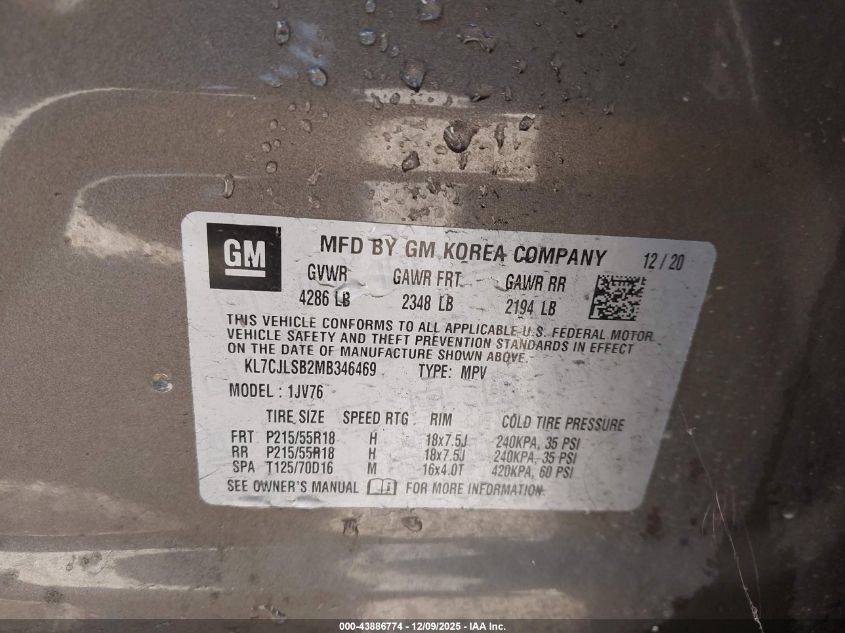 GM
MFD BY GM KOREA COMPANY 12/20
GVWR GAWR FRT GAWR RR
4286 LB 2348 LB 2194 LB
THIS VEHICLE CONFORMS TO ALL APPLICABLE U.S. FEDERAL MOTOR
VEHICLE SAFETY AND THEFT PREVENTION STANDARDS IN EFFECT
ON THE DATE OF MANUFACTURE SHOWN ABOVE.
KL7CJLSB2MB346469 TYPE: MPV
MODEL: 1JV76
TIRE SIZE SPEED RTG RIM COLD TIRE PRESSURE
FRT P215/55R18 H 18x7.5J 240KPA, 35 PSI
RR P215/55R18 H 18x7.5J 240KPA, 35 PSI
SPA T125/70D16 M 16x4.0T 420KPA, 60 PSI
SEE OWNER'S MANUAL FOR MORE INFORMATION.
000-43886774 - 12/09/2025 - IAA Inc.